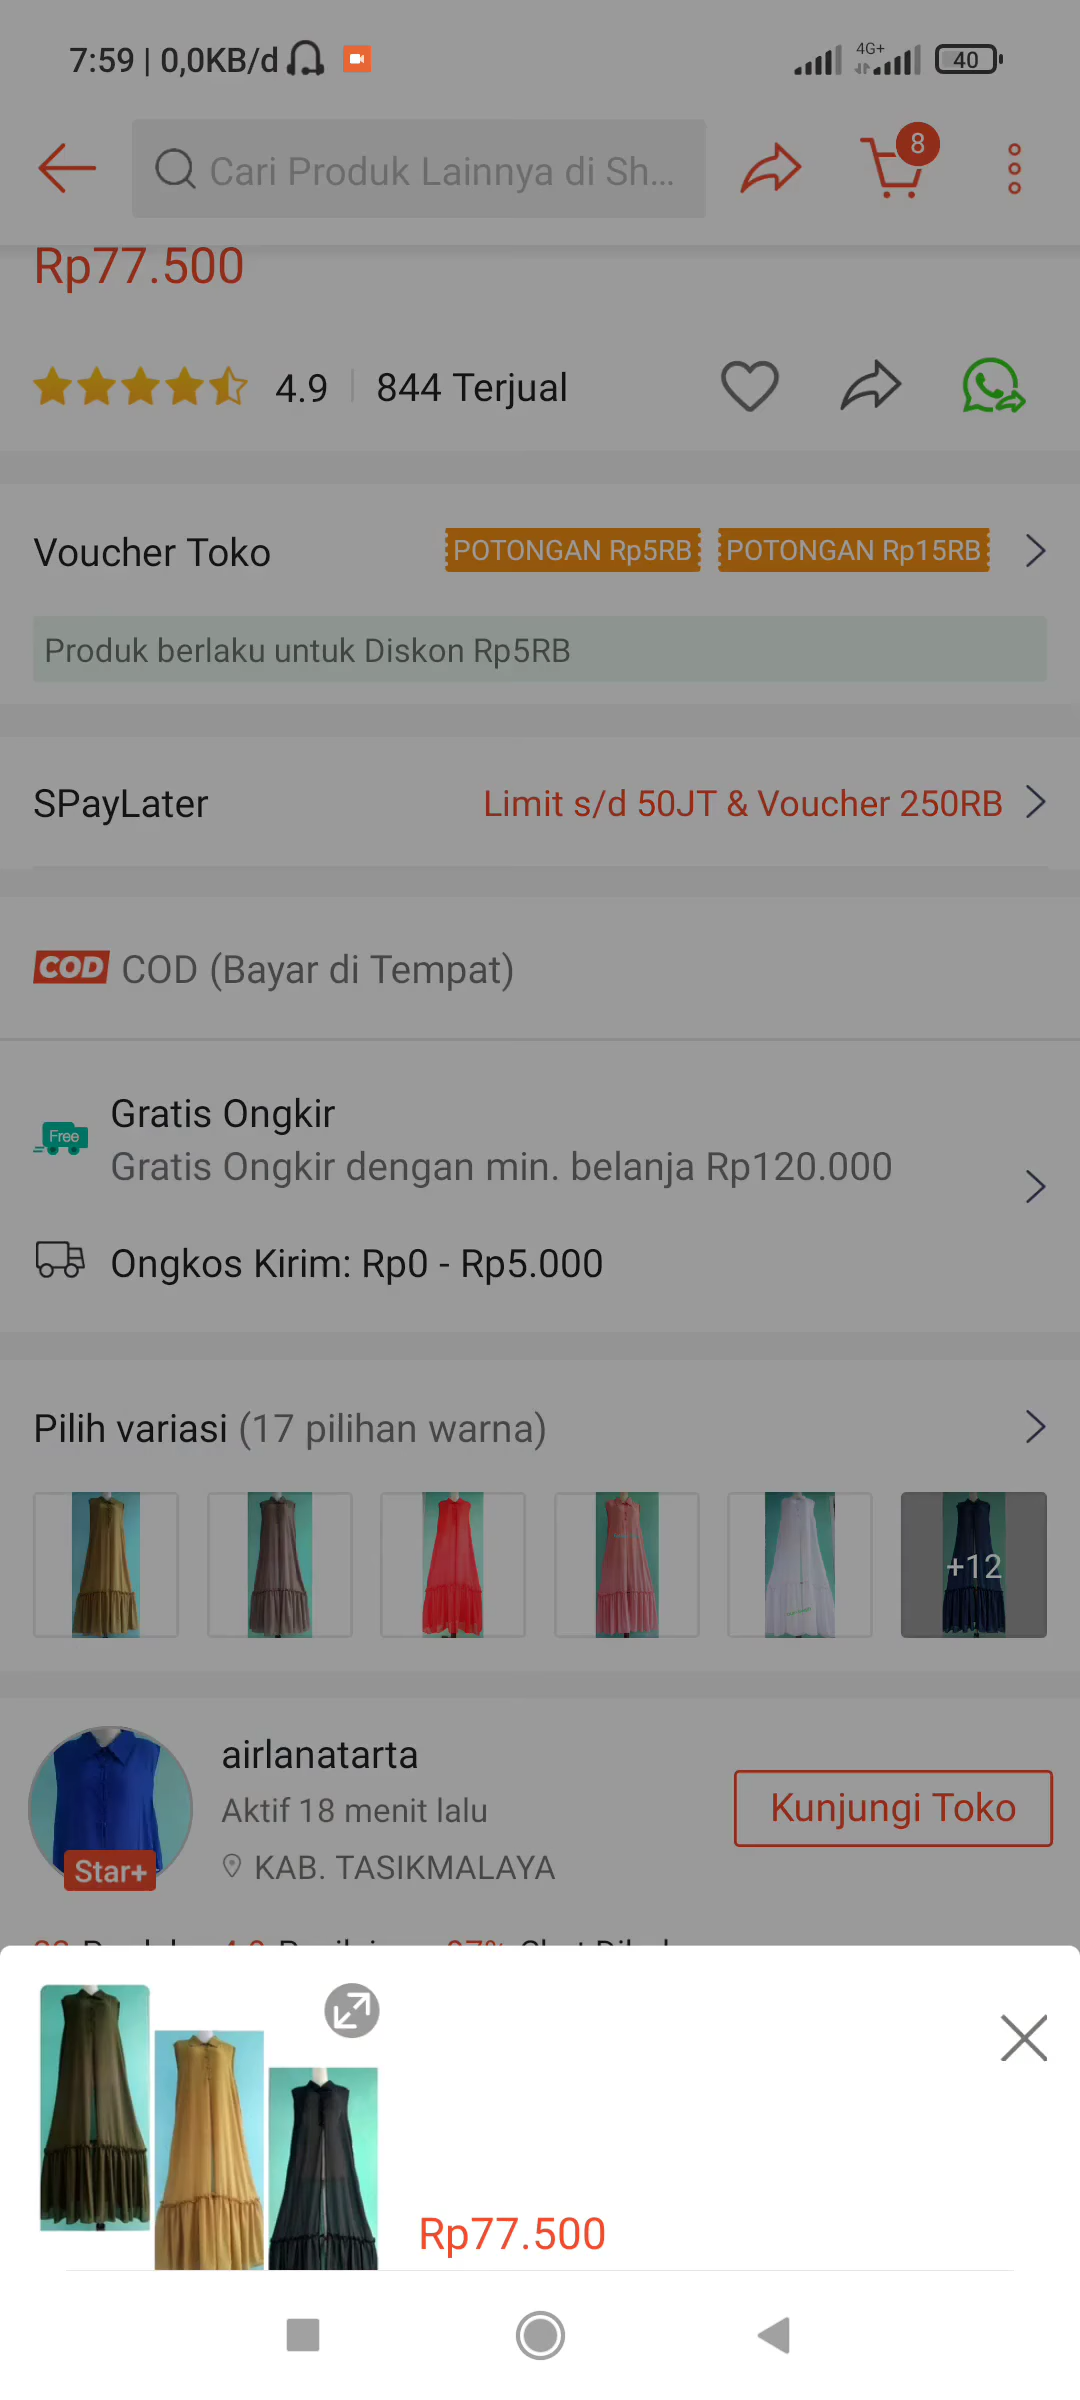 7:59 | 0,0KB/d
4G+
40
Cari Produk Lainnya di Sh...
8
Rp77.500
4.9
844 Terjual
Voucher Toko
POTONGAN Rp5RB
POTONGAN Rp15RB
Produk berlaku untuk Diskon Rp5RB
SPayLater
Limit s/d 50JT & Voucher 250RB
COD COD (Bayar di Tempat)
Free
Gratis Ongkir
Gratis Ongkir dengan min. belanja Rp120.000
Ongkos Kirim: Rp0 - Rp5.000
Pilih variasi (17 pilihan warna)
+12
airlanatarta
Aktif 18 menit lalu
Star+
KAB. TASIKMALAYA
Kunjungi Toko
Rp77.500